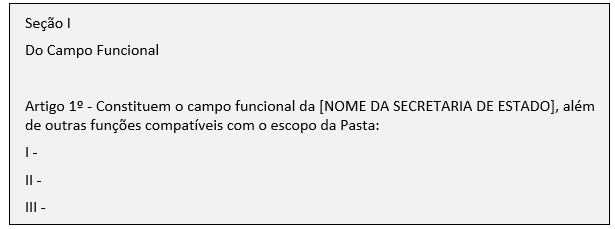 Seção I
Do Campo Funcional
Artigo 1º - Constituem o campo funcional da [NOME DA SECRETARIA DE ESTADO], além
de outras funções compatíveis com o escopo da Pasta:
I -
II -
III -